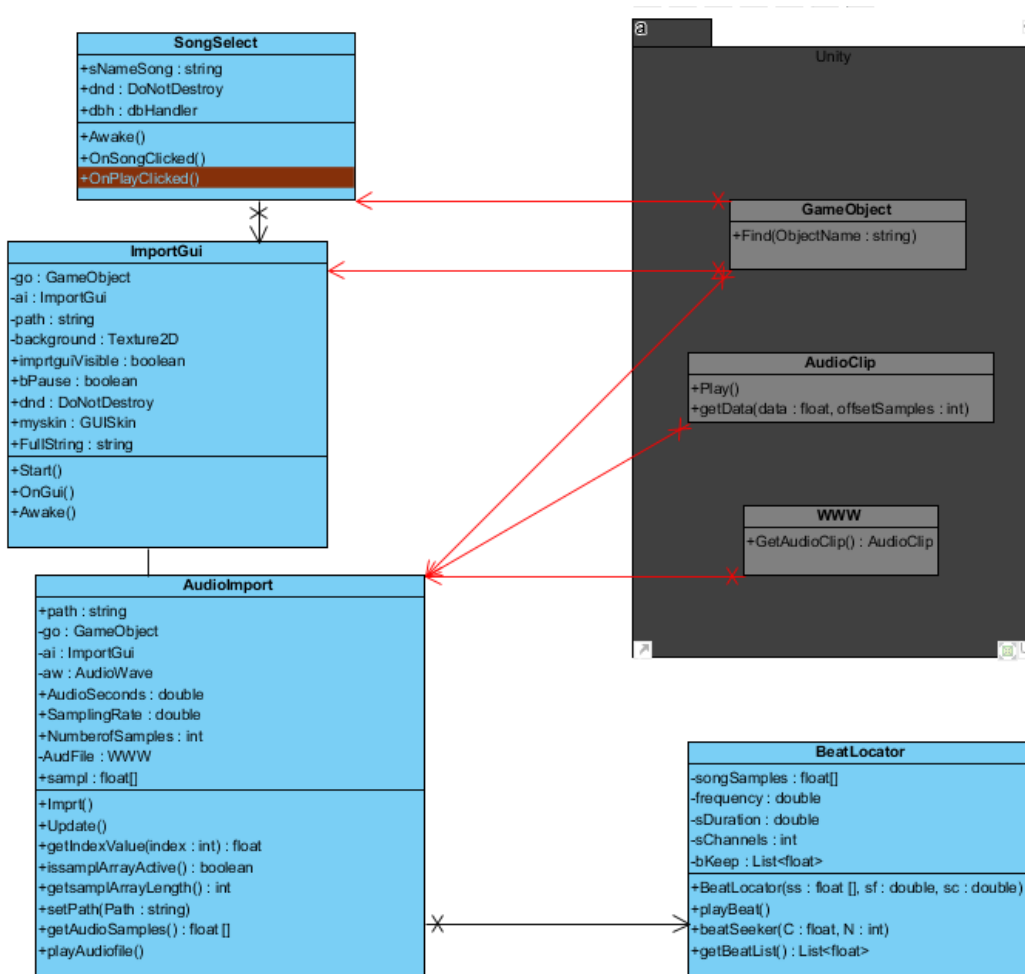 SongSelect
+sNameSong : string
+dnd : DoNotDestroy
+dbh : dbHandler
+Awake()
+OnSongClicked()
+OnPlayClicked()
ImportGui
-go : GameObject
-ai : ImportGui
-path : string
-background : Texture2D
+imprtguiVisible : boolean
+bPause : boolean
+dnd : DoNotDestroy
+myskin : GUISkin
+FullString : string
+Start()
+OnGui()
+Awake()
AudioImport
+path : string
-go : GameObject
-ai : ImportGui
-aw : AudioWave
+AudioSeconds : double
+SamplingRate : double
+NumberofSamples : int
-AudFile : WWW
+sampl : float[]
+Imprt()
+Update()
+getIndexValue(index : int) : float
+issamplArrayActive() : boolean
+getsamplArrayLength() : int
+setPath(Path : string)
+getAudioSamples() : float []
+playAudiofile()
a
Unity
GameObject
+Find(ObjectName : string)
AudioClip
+Play()
+getData(data : float, offsetSamples : int)
WWW
+GetAudioClip() : AudioClip
BeatLocator
-songSamples : float[]
-frequency : double
-sDuration : double
-sChannels : int
-bKeep : List<float>
+BeatLocator(ss : float [], sf : double, sc : double)
+playBeat()
+beatSeeker(C : float, N : int)
+getBeatList() : List<float>